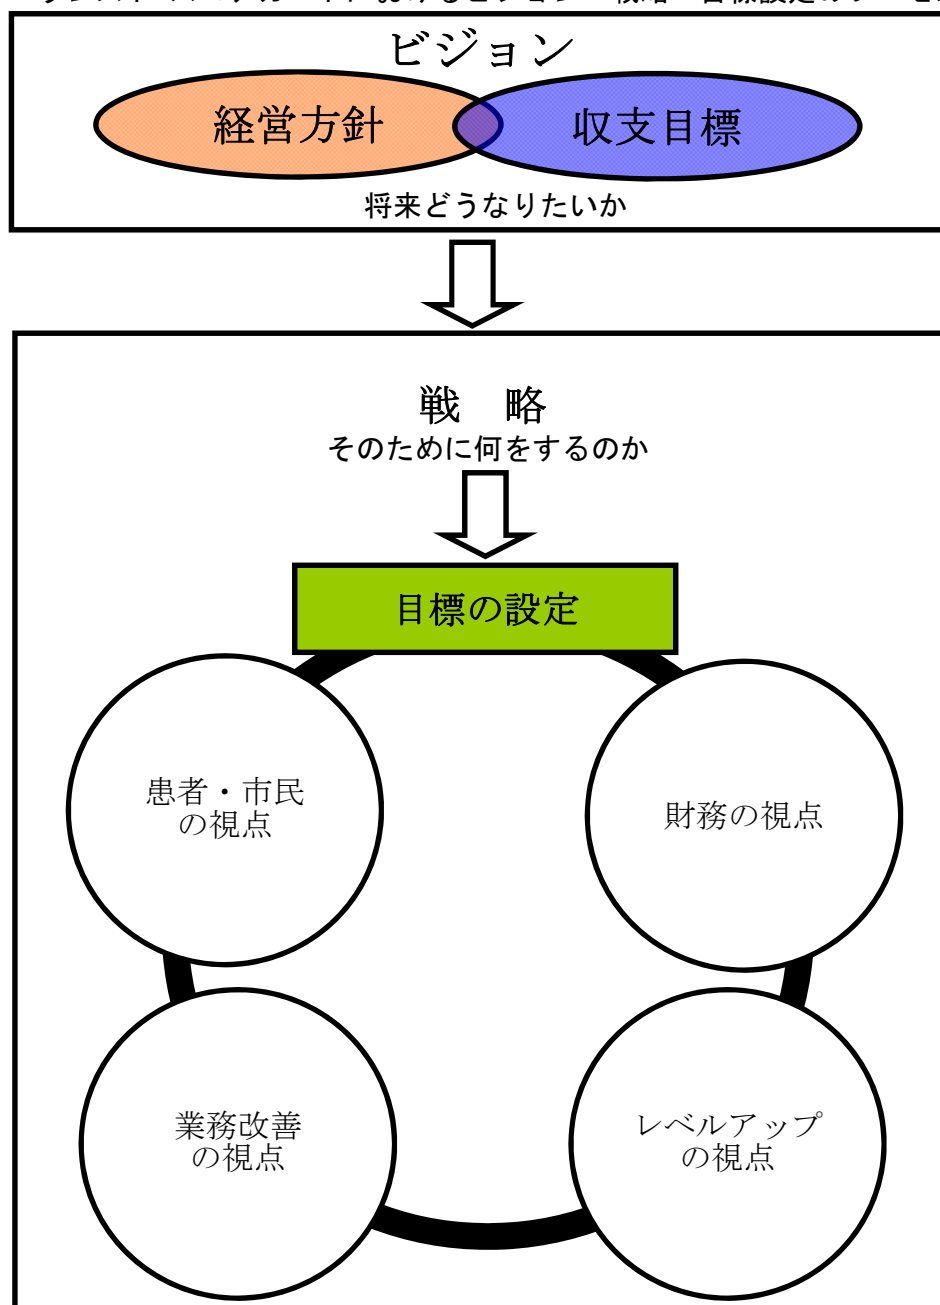 ビジョン
経営方針
収支目標
将来どうなりたいか
戦 略
そのために何をするのか
目標の設定
患者・市民
の視点
財務の視点
業務改善
の視点
レベルアップ
の視点